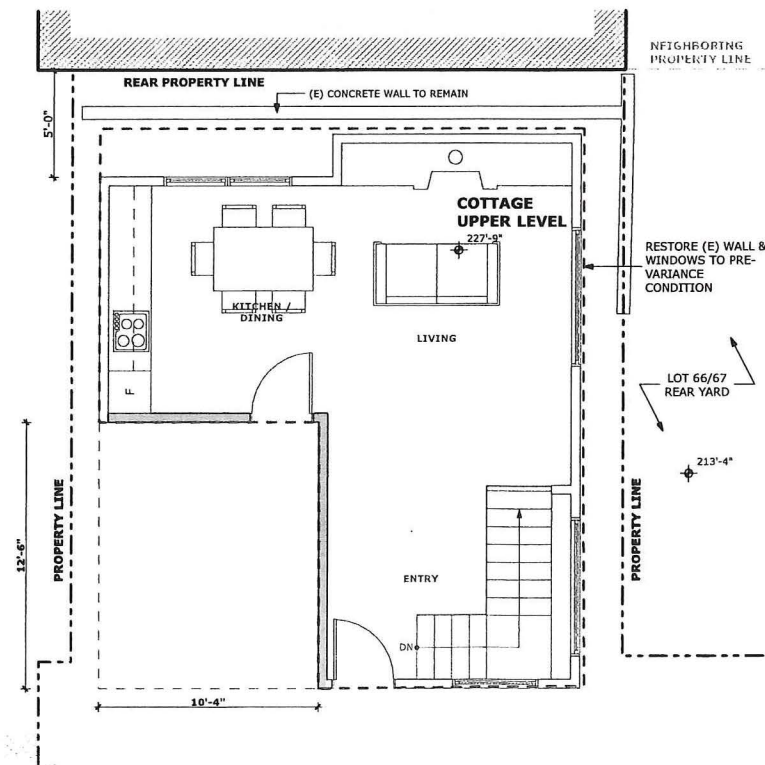 NEIGHBORING
PROPERTY LINE
REAR PROPERTY LINE
(E) CONCRETE WALL TO REMAIN
5'-0"
COTTAGE
UPPER LEVEL
227'-9"
RESTORE (E) WALL &
WINDOWS TO PRE-
VARIANCE
CONDITION
KITCHEN /
DINING
LIVING
F
LOT 66/67
REAR YARD
213'-4"
PROPERTY LINE
PROPERTY LINE
12'-6"
ENTRY
DN
10'-4"